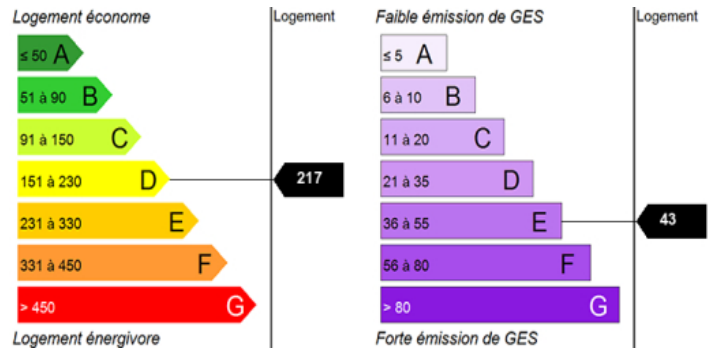 Logement économe
Logement
≤ 50 A
51 à 90 B
91 à 150 C
151 à 230 D
217
231 à 330 E
331 à 450 F
> 450 G
Logement énergivore
Faible émission de GES
Logement
≤ 5 A
6 à 10 B
11 à 20 C
21 à 35 D
36 à 55 E
43
56 à 80 F
> 80 G
Forte émission de GES